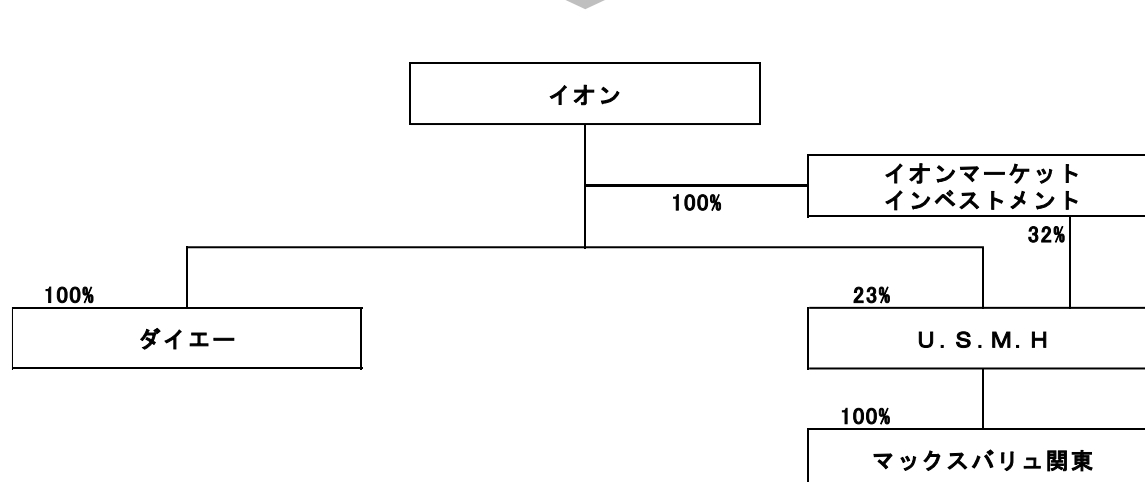 イオン
イオンマーケット
インベストメント
100%
32%
100%
23%
ダイエー
Ｕ．Ｓ．Ｍ．Ｈ
100%
マックスバリュ関東